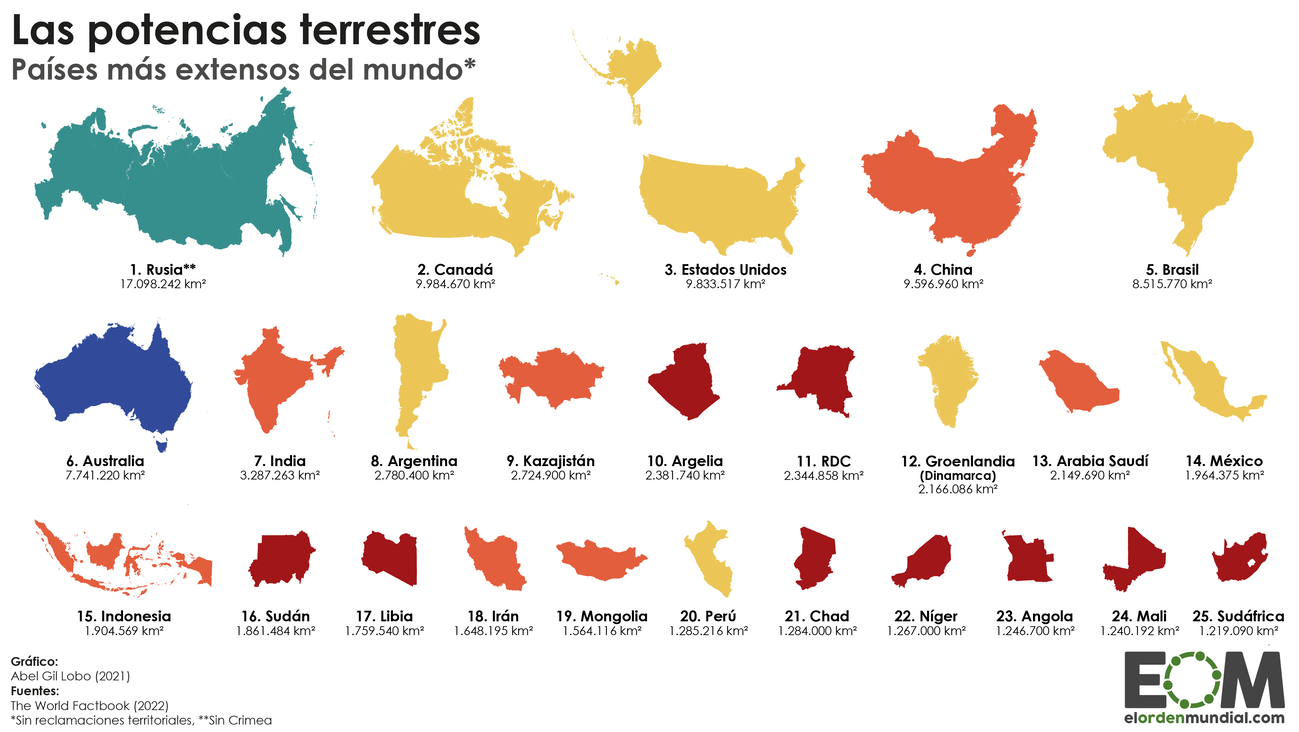 Las potencias terrestres
Países más extensos del mundo*
1. Rusia**
17.098.242 km²
2. Canadá
9.984.670 km²
3. Estados Unidos
9.833.517 km²
4. China
9.596.960 km²
5. Brasil
8.515.770 km²
6. Australia
7.741.220 km²
7. India
3.287.263 km²
8. Argentina
2.780.400 km²
9. Kazajistán
2.724.900 km²
10. Argelia
2.381.740 km²
11. RDC
2.344.858 km²
12. Groenlandia
(Dinamarca)
2.166.086 km²
13. Arabia Saudí
2.149.690 km²
14. México
1.964.375 km²
15. Indonesia
1.904.569 km²
16. Sudán
1.861.484 km²
17. Libia
1.759.540 km²
18. Irán
1.648.195 km²
19. Mongolia
1.564.116 km²
20. Perú
1.285.216 km²
21. Chad
1.284.000 km²
22. Níger
1.267.000 km²
23. Angola
1.246.700 km²
24. Mali
1.240.192 km²
25. Sudáfrica
1.219.090 km²
Gráfico:
Abel Gil Lobo (2021)
Fuentes:
The World Factbook (2022)
*Sin reclamaciones territoriales, **Sin Crimea
EOM
elordenmundial.com